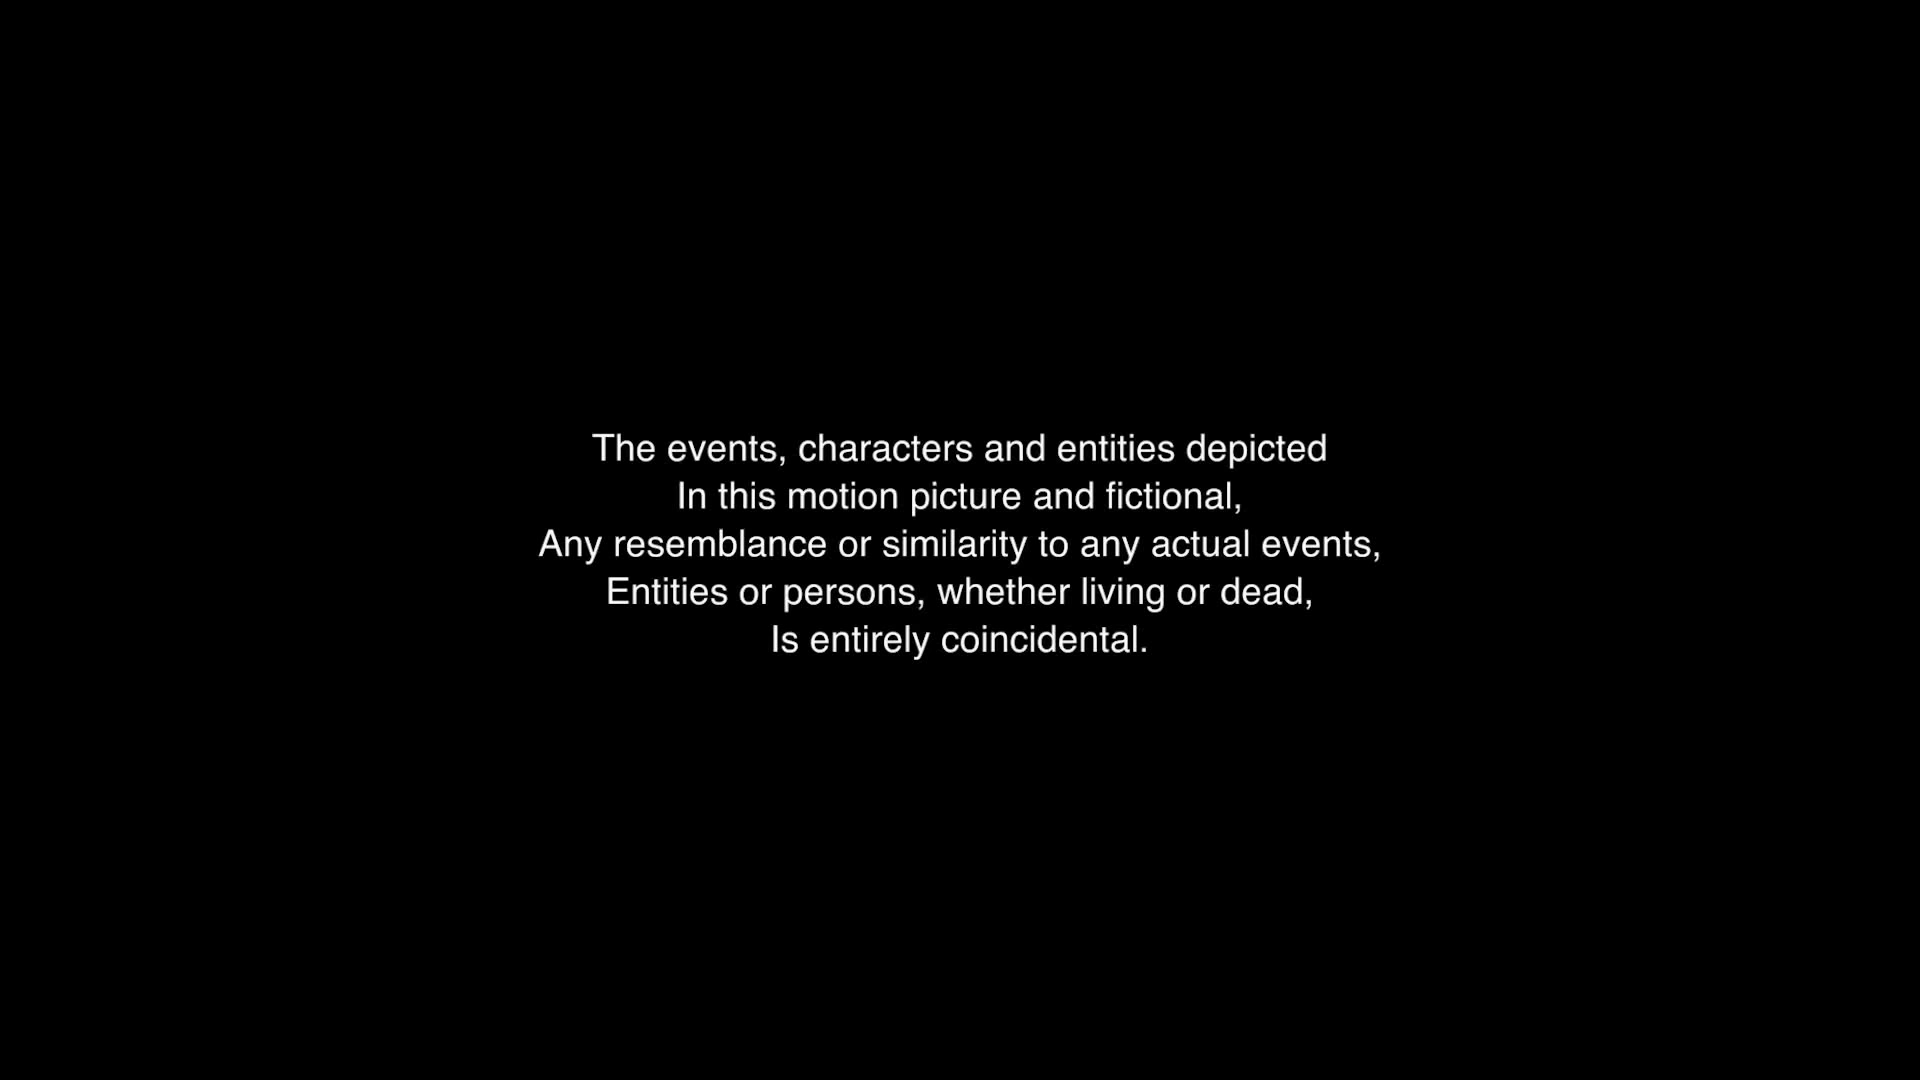 The events, characters and entities depicted
In this motion picture and fictional,
Any resemblance or similarity to any actual events,
Entities or persons, whether living or dead,
Is entirely coincidental.